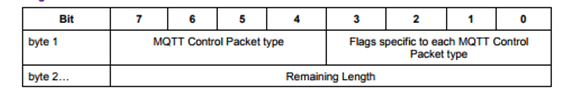 Bit 7 6 5 4 3 2 1 0
byte 1 MQTT Control Packet type Flags specific to each MQTT Control
Packet type
byte 2… Remaining Length